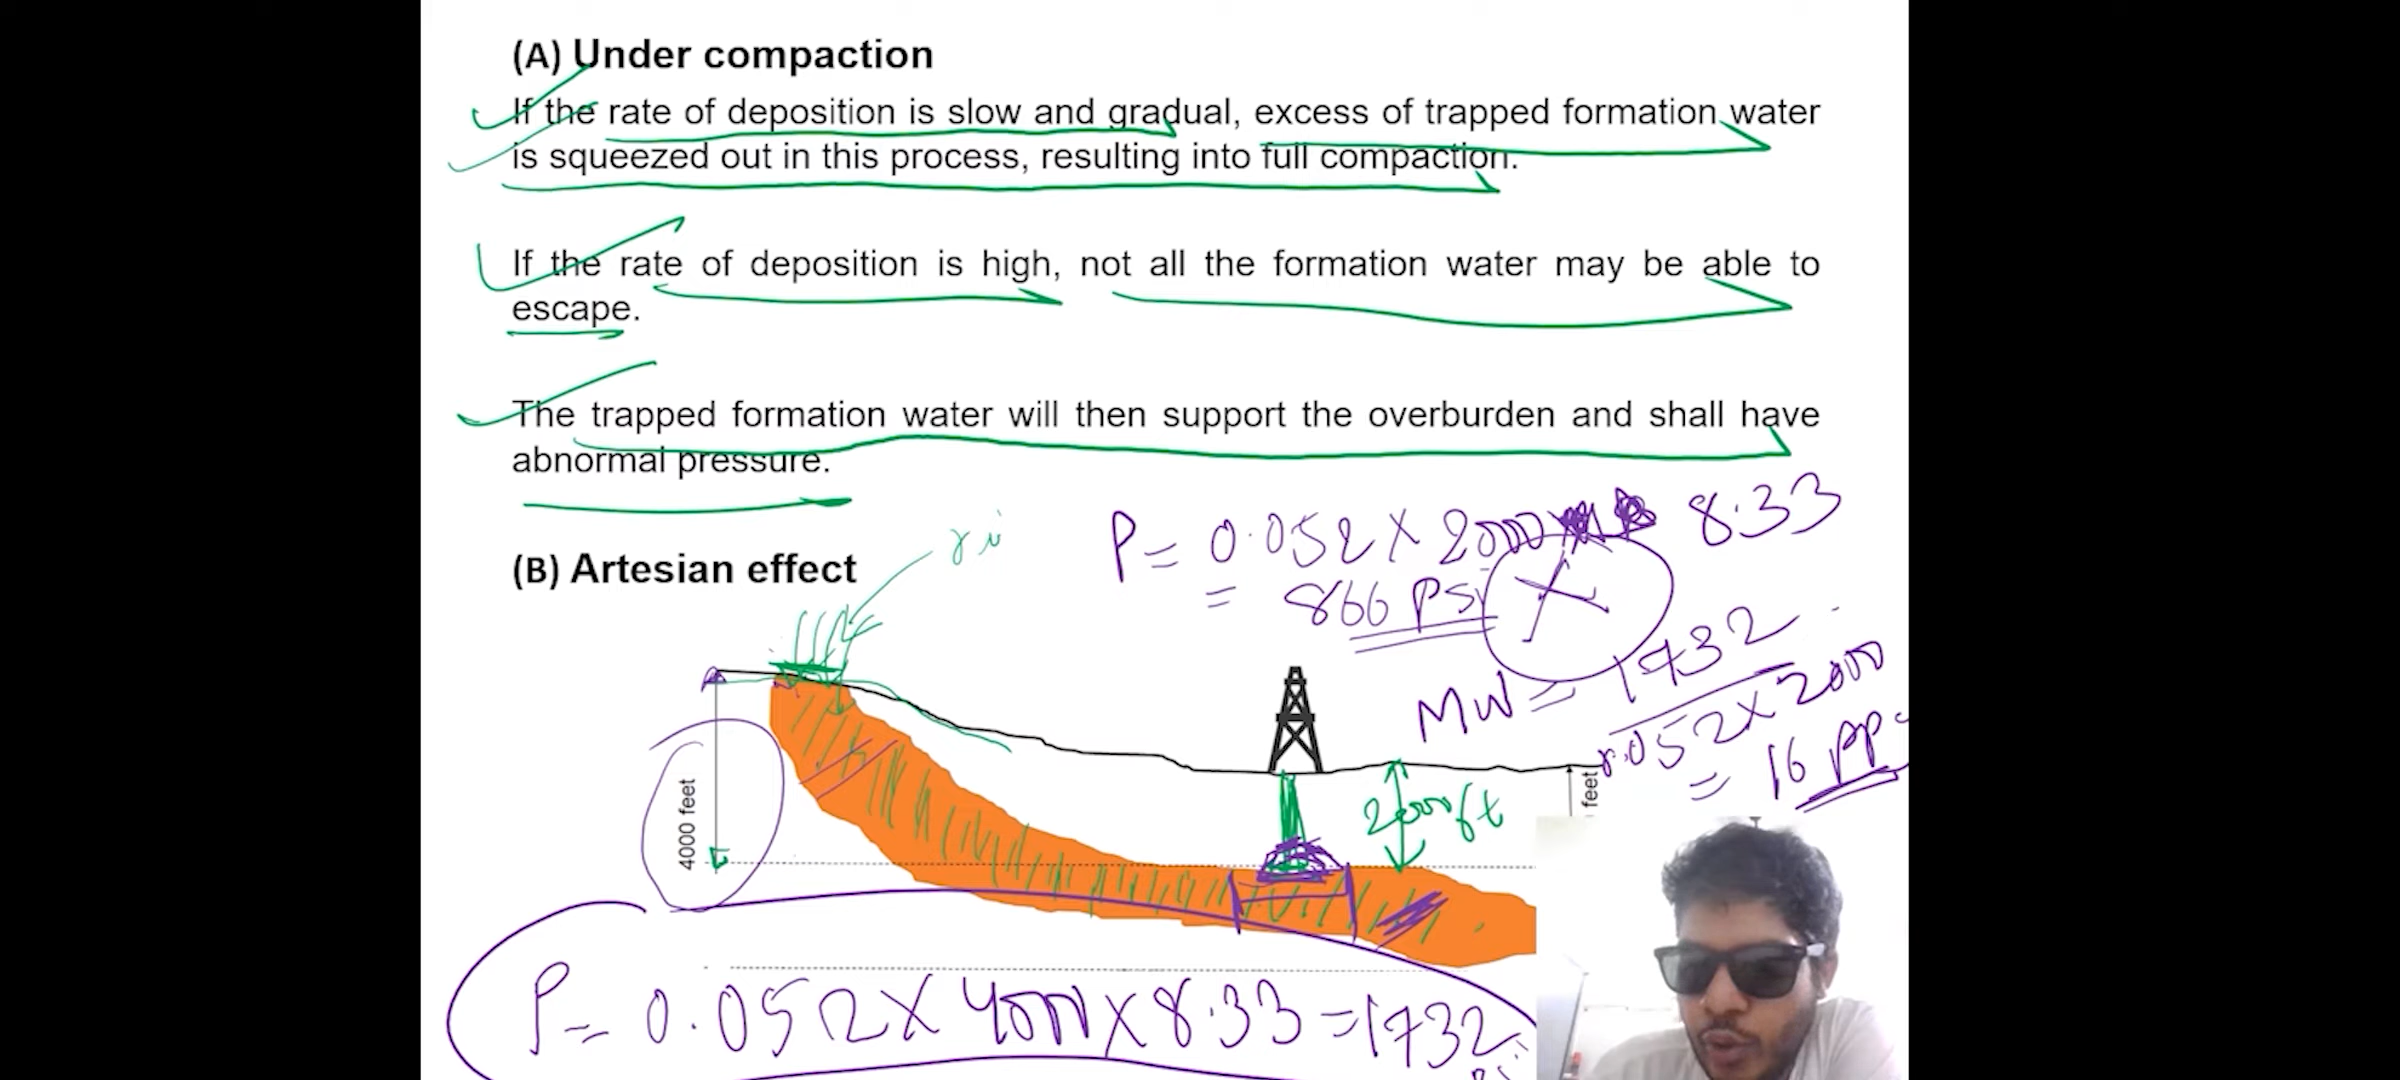 (A) Under compaction
If the rate of deposition is slow and gradual, excess of trapped formation water
is squeezed out in this process, resulting into full compaction.
If the rate of deposition is high, not all the formation water may be able to
escape.
The trapped formation water will then support the overburden and shall have
abnormal pressure.
P = 0.052 X 2000 8.33
= 866 PSi
(B) Artesian effect
MW = 1732
0.052 X 2000
= 16 PP
4000 feet
2000 ft
feet
P = 0.052 X 4000 X 8.33 = 1732